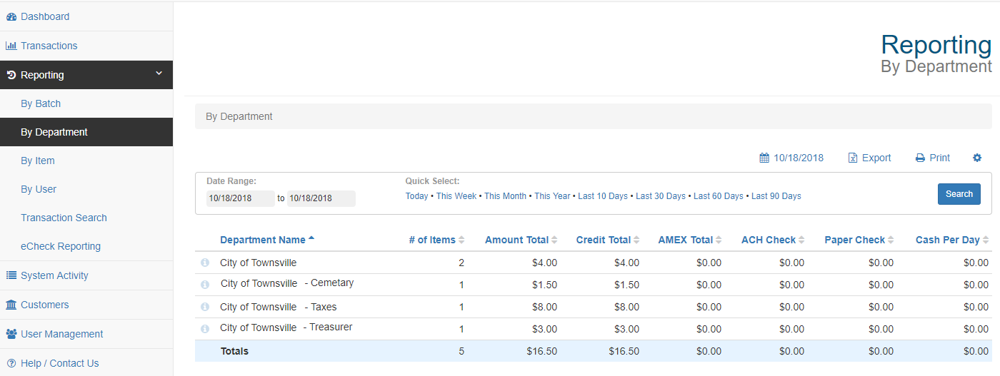 Dashboard
Transactions
Reporting
By Batch
By Department
By Item
By User
Transaction Search
eCheck Reporting
System Activity
Customers
User Management
Help / Contact Us
Reporting
By Department
By Department
10/18/2018 Export Print
Date Range: Quick Select:
10/18/2018 to 10/18/2018 Today • This Week • This Month • This Year • Last 10 Days • Last 30 Days • Last 60 Days • Last 90 Days Search
Department Name # of Items Amount Total Credit Total AMEX Total ACH Check Paper Check Cash Per Day
City of Townsville 2 $4.00 $4.00 $0.00 $0.00 $0.00 $0.00
City of Townsville - Cemetary 1 $1.50 $1.50 $0.00 $0.00 $0.00 $0.00
City of Townsville - Taxes 1 $8.00 $8.00 $0.00 $0.00 $0.00 $0.00
City of Townsville - Treasurer 1 $3.00 $3.00 $0.00 $0.00 $0.00 $0.00
Totals 5 $16.50 $16.50 $0.00 $0.00 $0.00 $0.00